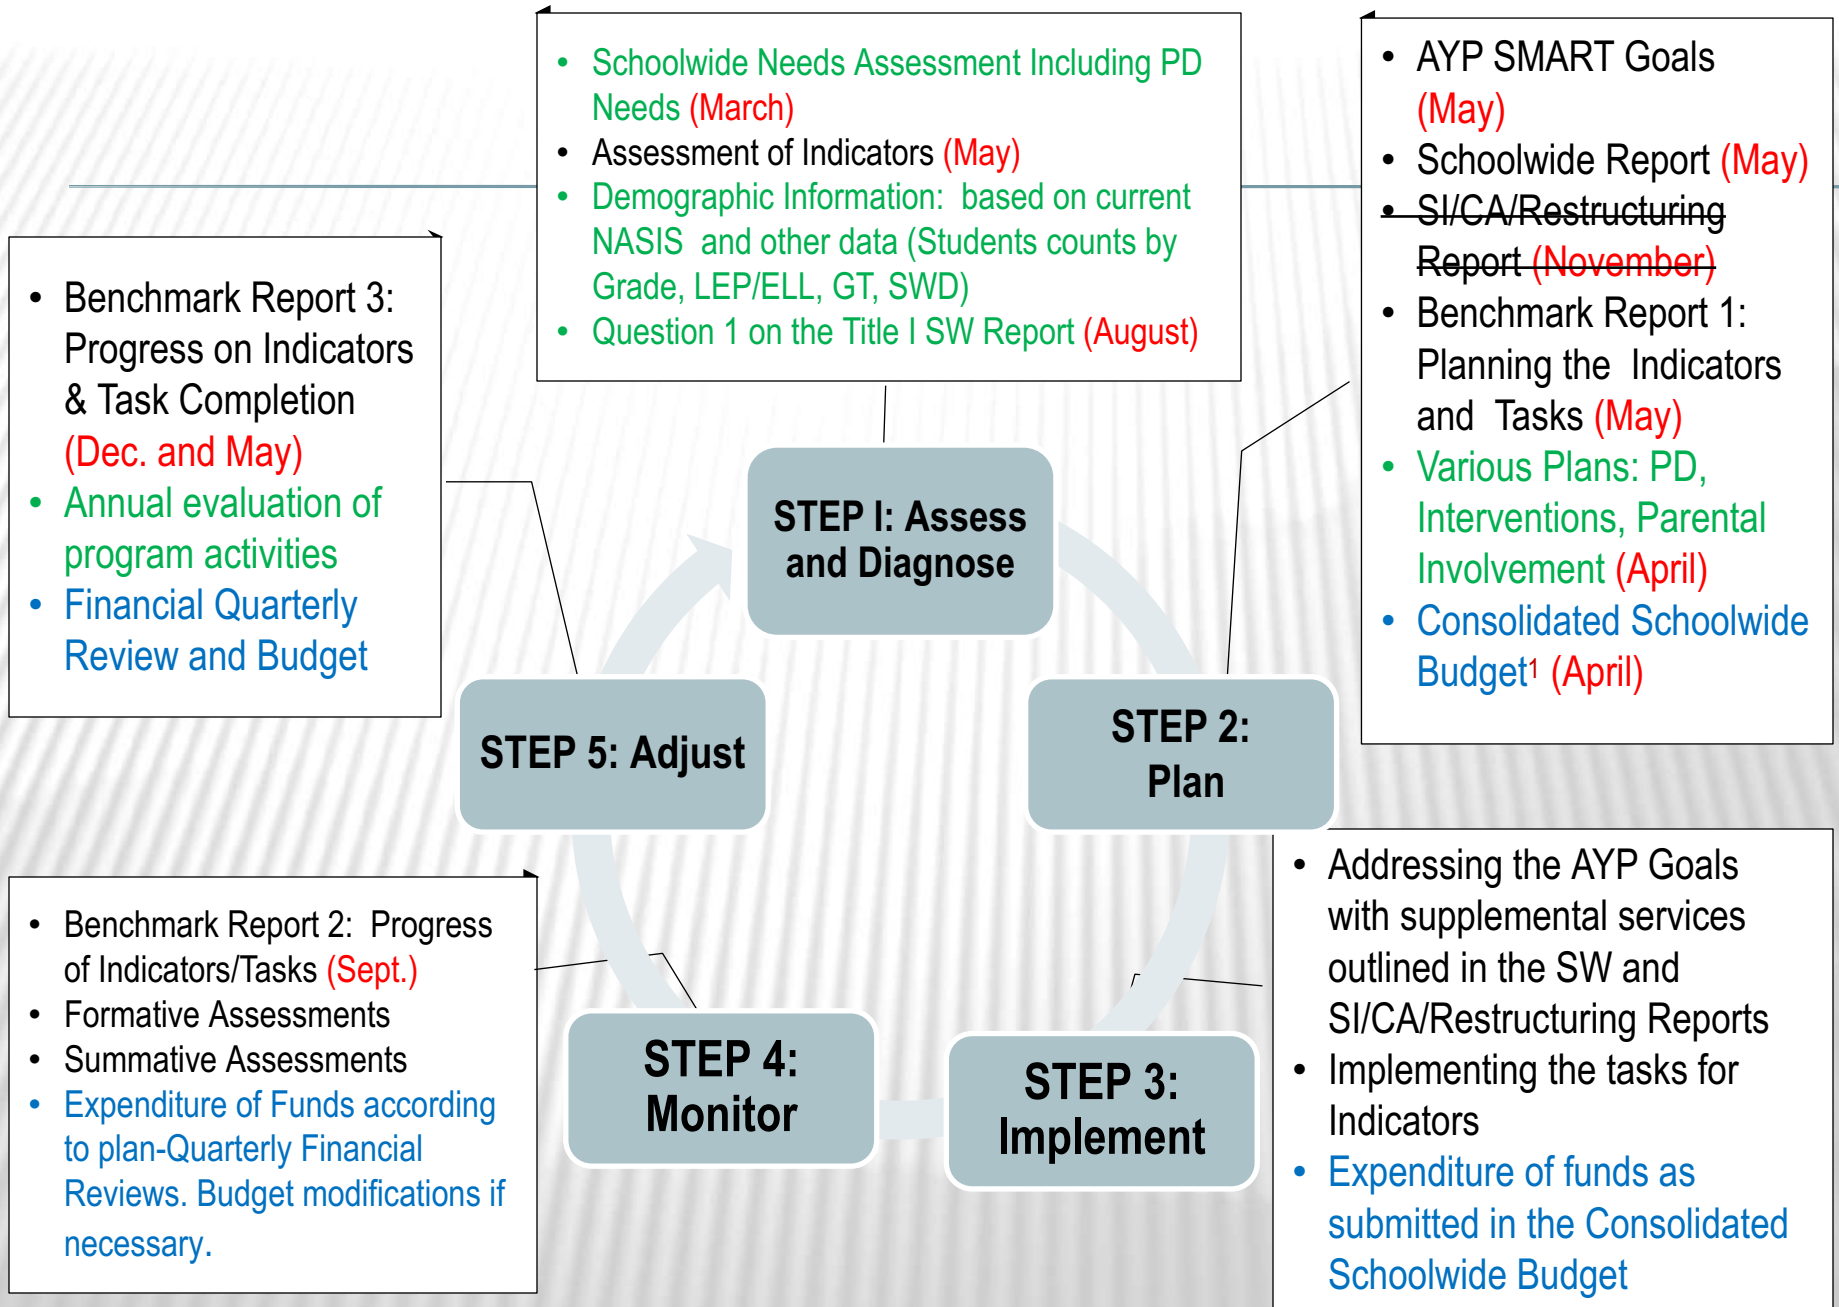 • Schoolwide Needs Assessment Including PD
Needs (March)
• Assessment of Indicators (May)
• Demographic Information:  based on current
NASIS  and other data (Students counts by
Grade, LEP/ELL, GT, SWD)
• Question 1 on the Title I SW Report (August)
• AYP SMART Goals
(May)
• Schoolwide Report (May)
• SI/CA/Restructuring
Report (November)
• Benchmark Report 1:
Planning the  Indicators
and  Tasks (May)
• Various Plans: PD,
Interventions, Parental
Involvement (April)
• Consolidated Schoolwide
Budget1 (April)
• Benchmark Report 3:
Progress on Indicators
& Task Completion
(Dec. and May)
• Annual evaluation of
program activities
• Financial Quarterly
Review and Budget
STEP I: Assess
and Diagnose
STEP 5: Adjust
STEP 2:
Plan
• Benchmark Report 2:  Progress
of Indicators/Tasks (Sept.)
• Formative Assessments
• Summative Assessments
• Expenditure of Funds according
to plan-Quarterly Financial
Reviews. Budget modifications if
necessary.
STEP 4:
Monitor
STEP 3:
Implement
• Addressing the AYP Goals
with supplemental services
outlined in the SW and
SI/CA/Restructuring Reports
• Implementing the tasks for
Indicators
• Expenditure of funds as
submitted in the Consolidated
Schoolwide Budget